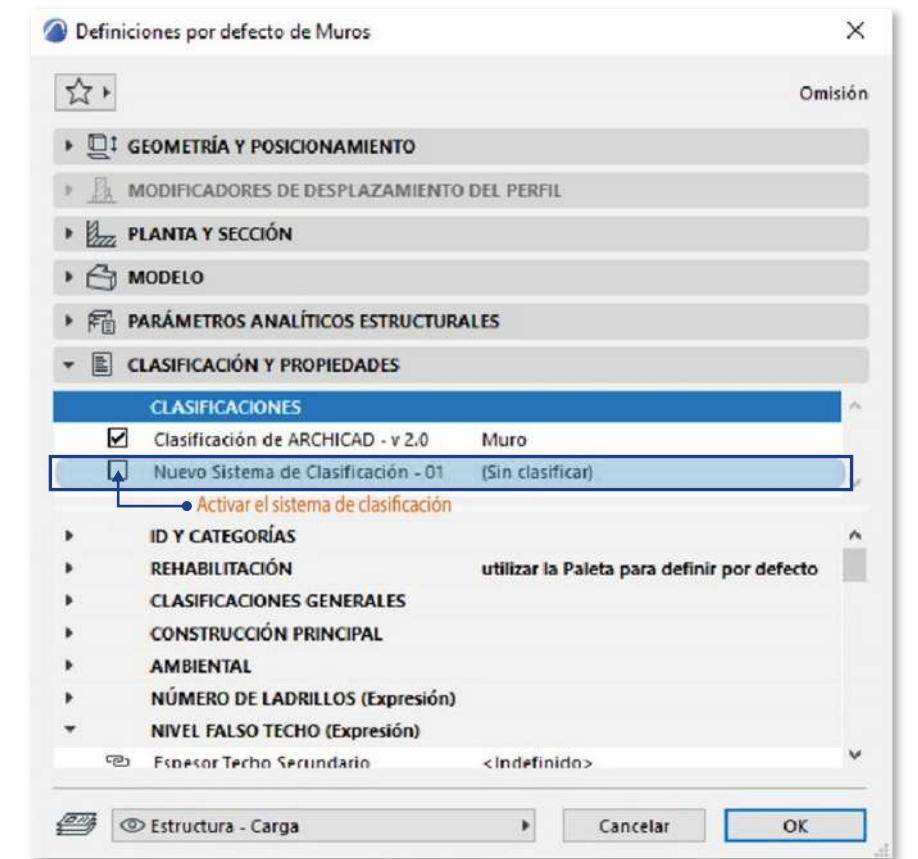 Definiciones por defecto de Muros
Omisión
GEOMETRÍA Y POSICIONAMIENTO
MODIFICADORES DE DESPLAZAMIENTO DEL PERFIL
PLANTA Y SECCIÓN
MODELO
PARÁMETROS ANALÍTICOS ESTRUCTURALES
CLASIFICACIÓN Y PROPIEDADES
CLASIFICACIONES
Clasificación de ARCHICAD - v 2.0 Muro
Nuevo Sistema de Clasificación - 01 (Sin clasificar)
Activar el sistema de clasificación
ID Y CATEGORÍAS
REHABILITACIÓN utilizar la Paleta para definir por defecto
CLASIFICACIONES GENERALES
CONSTRUCCIÓN PRINCIPAL
AMBIENTAL
NÚMERO DE LADRILLOS (Expresión)
NIVEL FALSO TECHO (Expresión)
Espesor Techo Secundario <Indefinido>
Estructura - Carga Cancelar OK